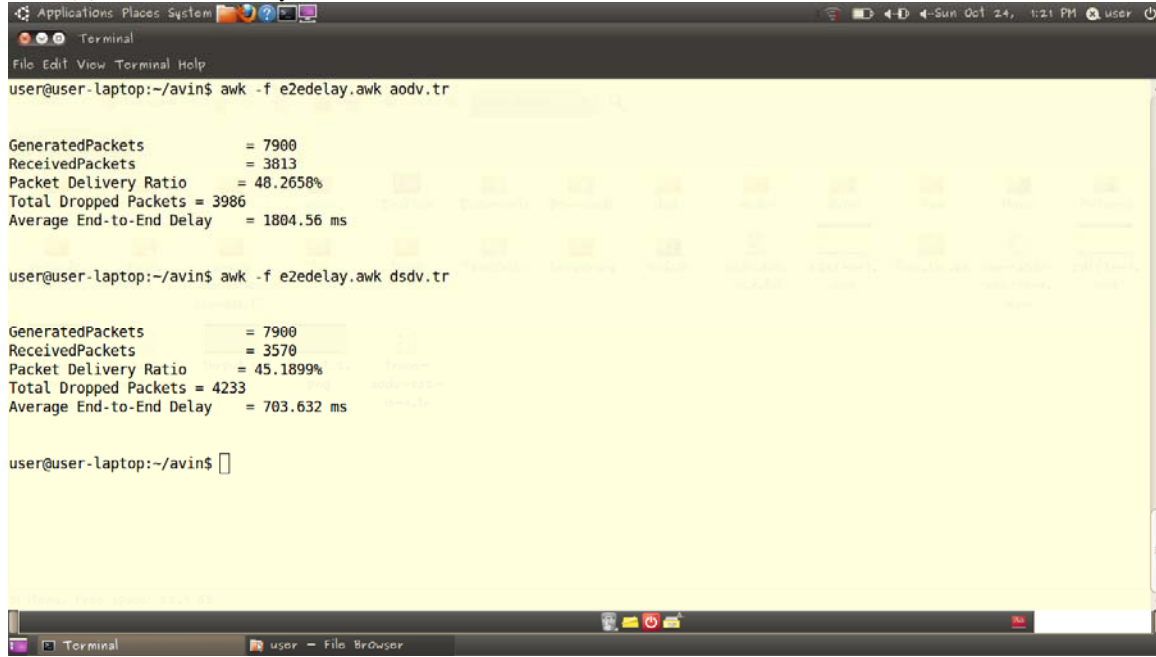 Applications Places System Sun Oct 24, 1:21 PM user
Terminal
File Edit View Terminal Help
user@user-laptop:~/avin$ awk -f e2edelay.awk aodv.tr
GeneratedPackets = 7900
ReceivedPackets = 3813
Packet Delivery Ratio = 48.2658%
Total Dropped Packets = 3986
Average End-to-End Delay = 1804.56 ms
user@user-laptop:~/avin$ awk -f e2edelay.awk dsdv.tr
GeneratedPackets = 7900
ReceivedPackets = 3570
Packet Delivery Ratio = 45.1899%
Total Dropped Packets = 4233
Average End-to-End Delay = 703.632 ms
user@user-laptop:~/avin$
Terminal user - File Browser